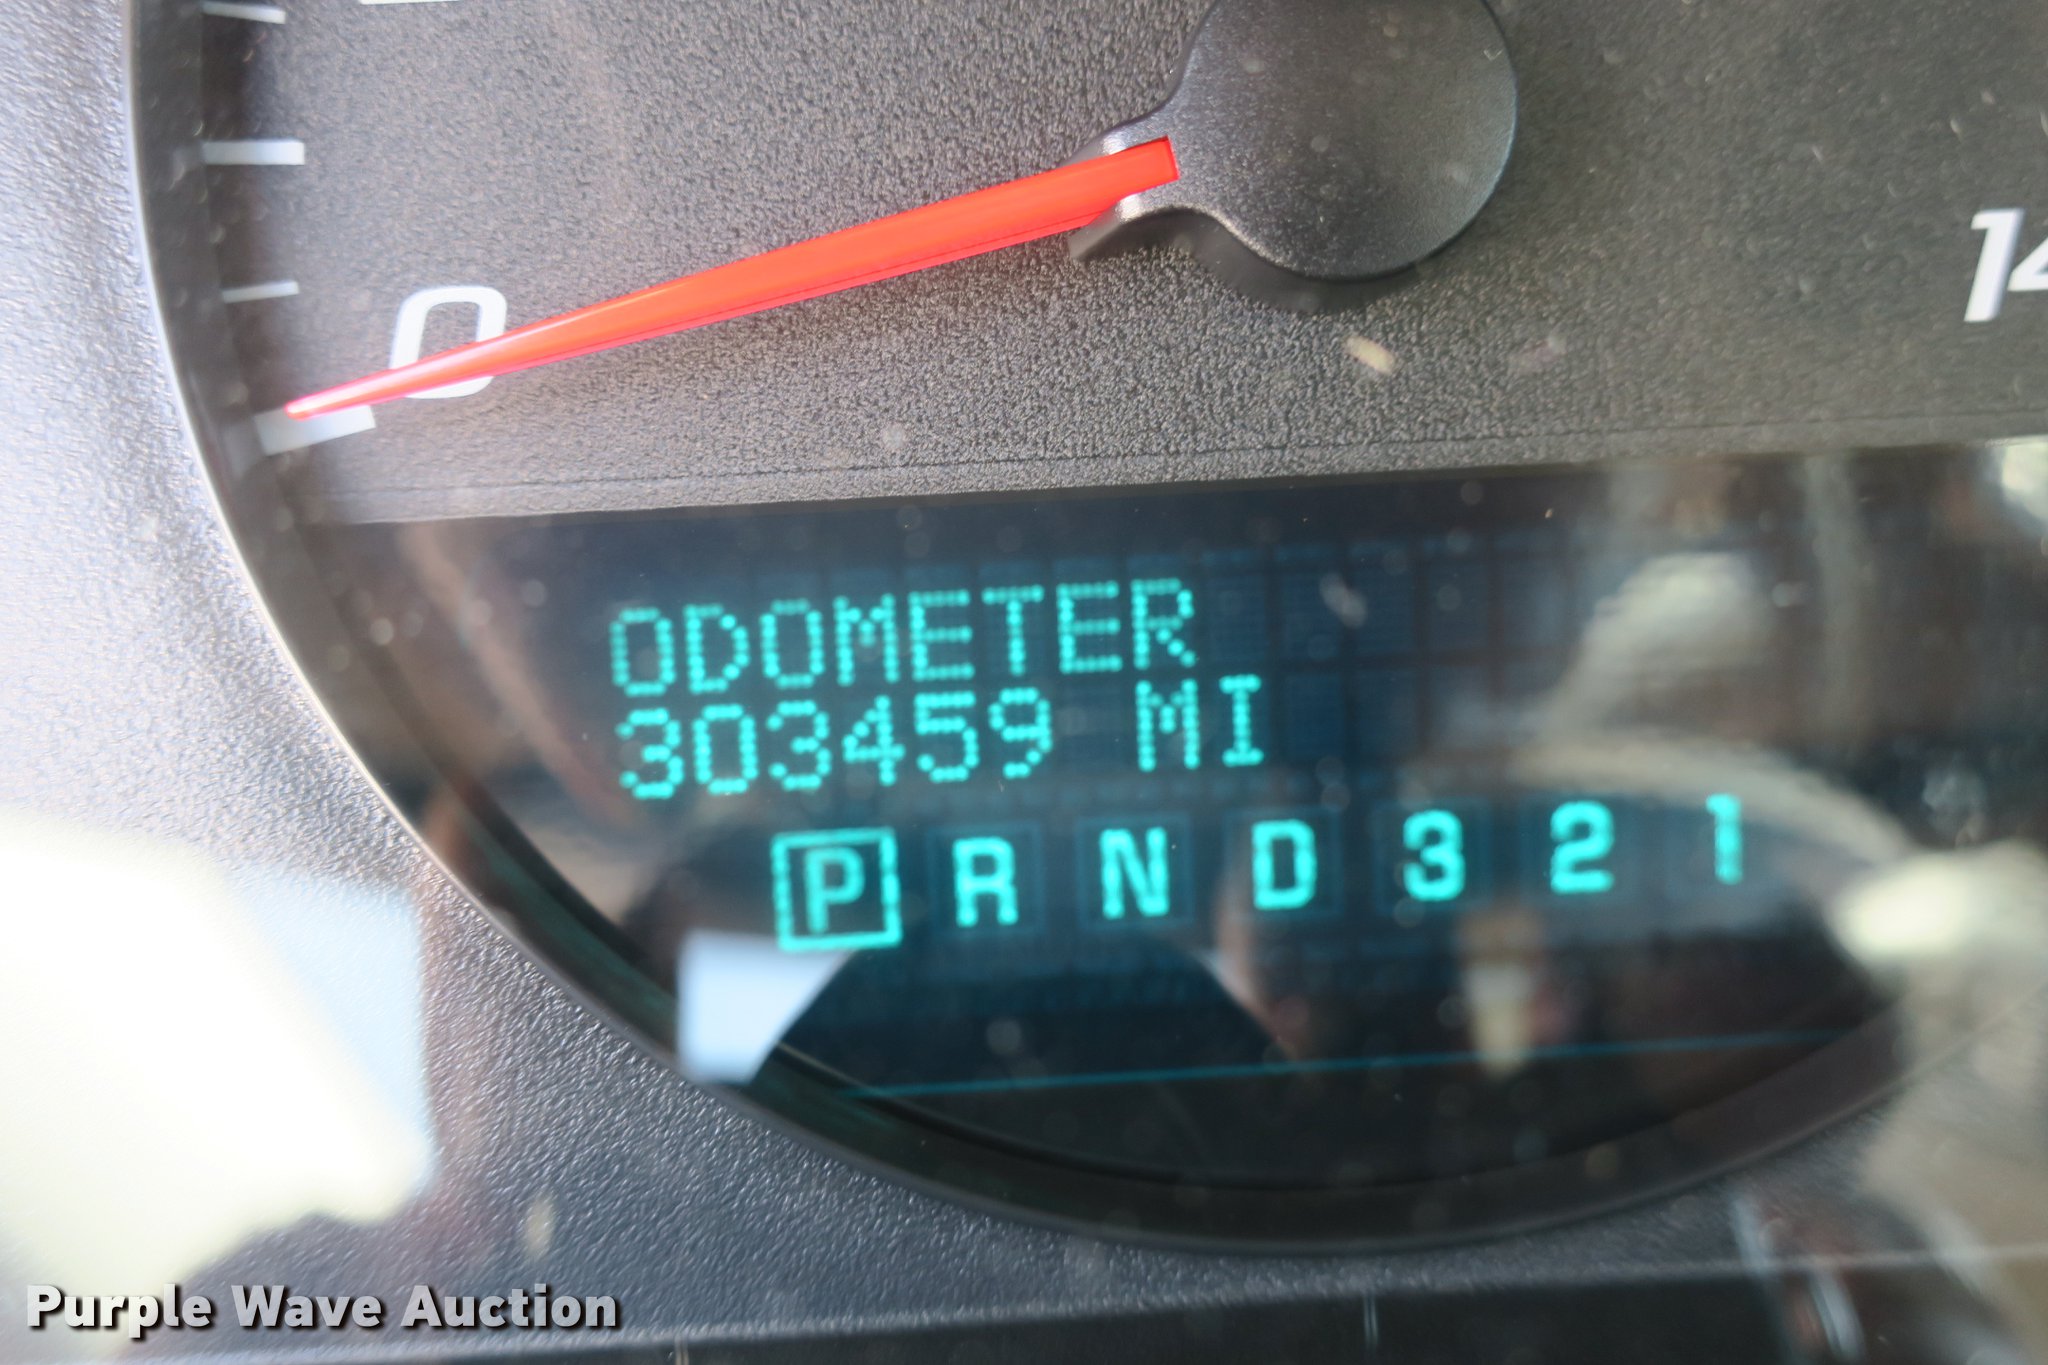 0
14
ODOMETER
303459 MI
P R N D 3 2 1
Purple Wave Auction